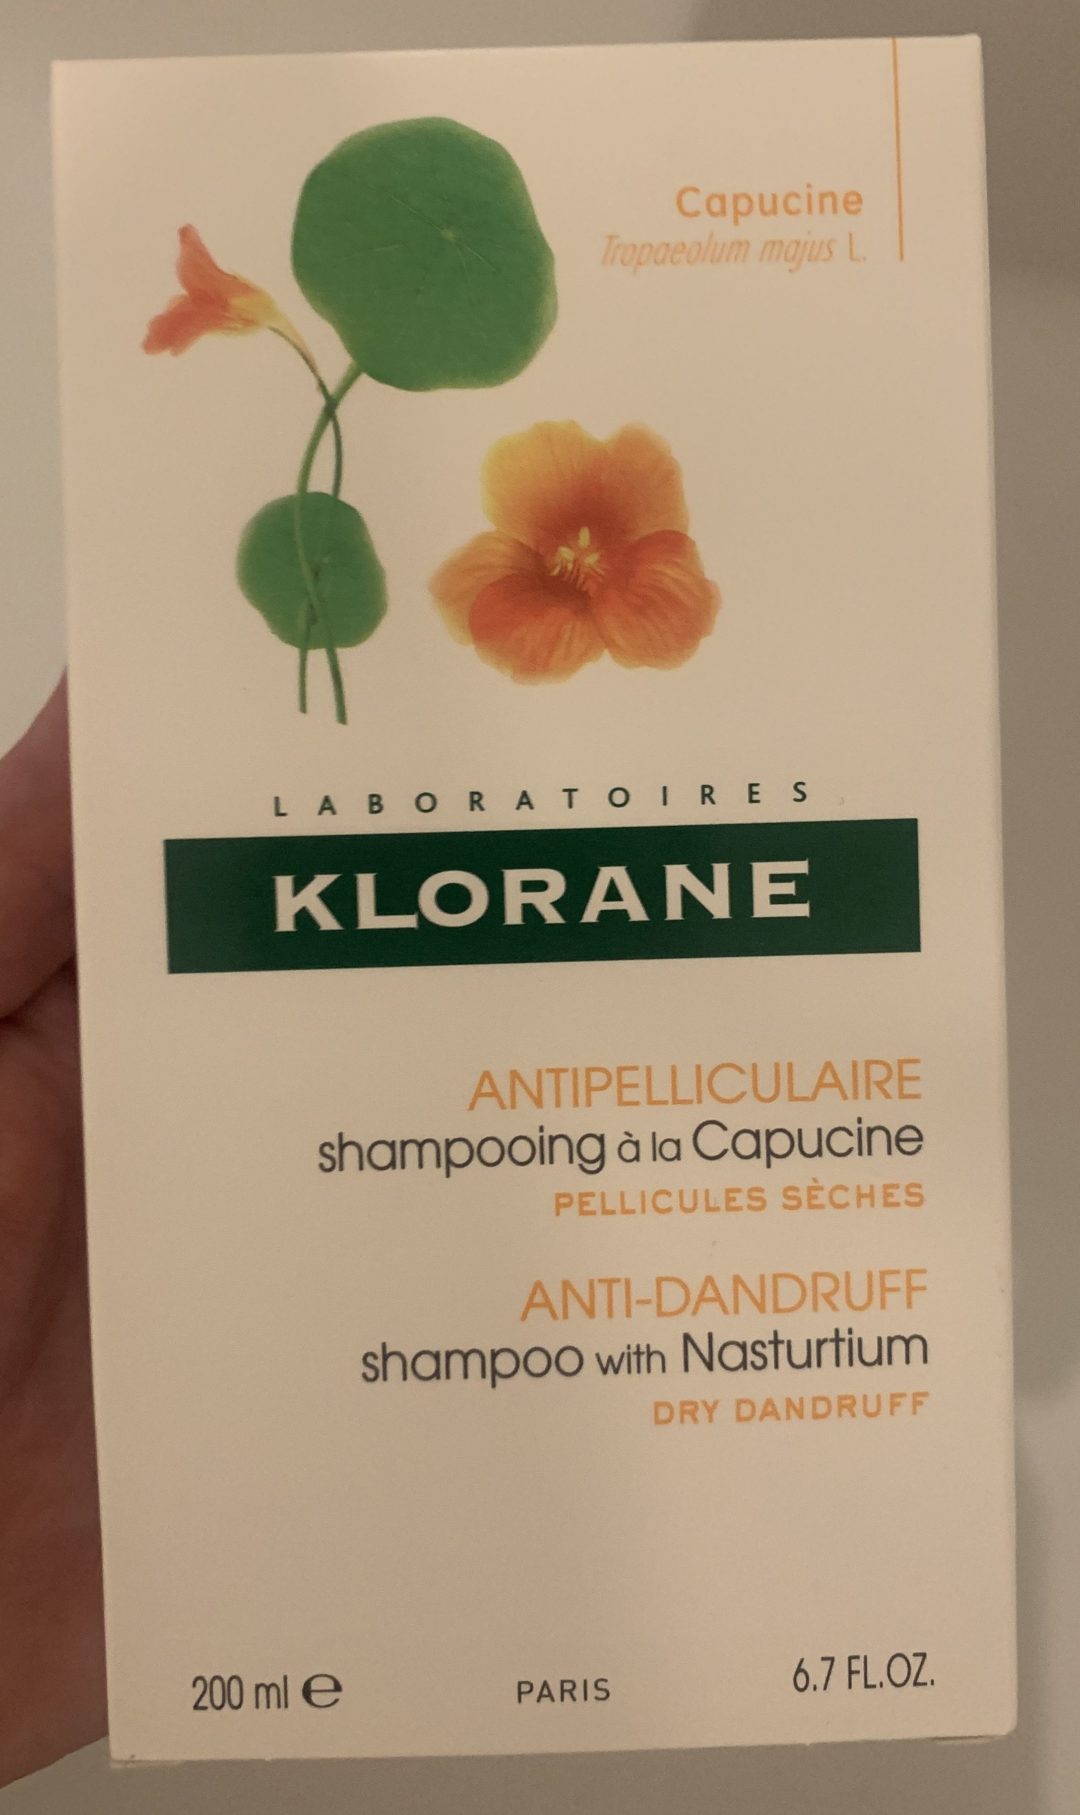 Capucine
Tropaeolum majus L.
LABORATOIRES
KLORANE
ANTIPELLICULAIRE
shampooing à la Capucine
PELLICULES SÈCHES
ANTI-DANDRUFF
shampoo with Nasturtium
DRY DANDRUFF
200 ml ℮ PARIS 6.7 FL.OZ.